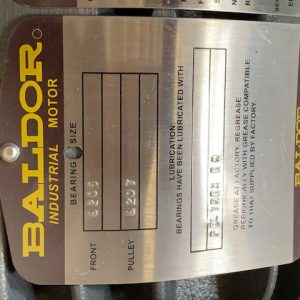 BALDOR
INDUSTRIAL MOTOR
BEARING SIZE
FRONT 6206
PULLEY 6207
LUBRICATION:
BEARINGS HAVE BEEN LUBRICATED WITH
GREASE AT FACTORY. REGREASE
PERIODICALLY WITH GREASE COMPATIBLE
TO THAT SUPPLIED BY FACTORY.